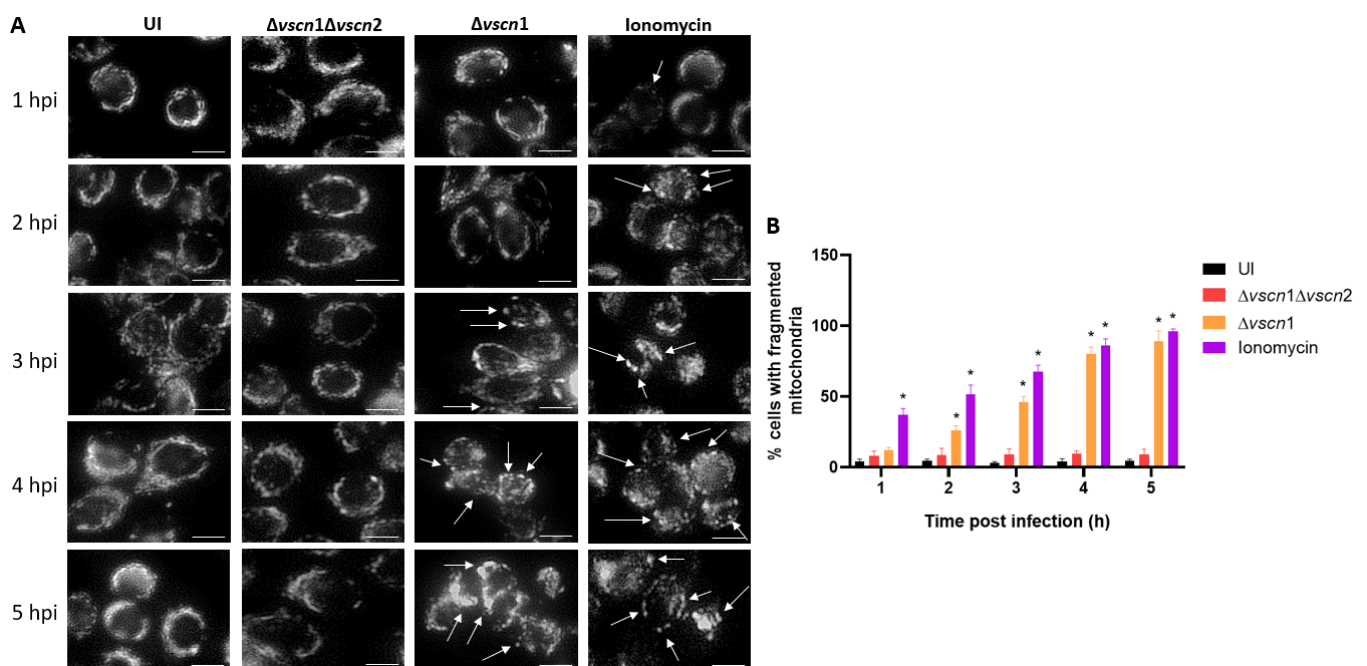 A
UI Δvscn1Δvscn2 Δvscn1 Ionomycin
1 hpi
2 hpi
3 hpi
4 hpi
5 hpi
B
% cells with fragmented
mitochondria
150
100
50
0
* * * * * * * * *
1 2 3 4 5
Time post infection (h)
UI
Δvscn1Δvscn2
Δvscn1
Ionomycin